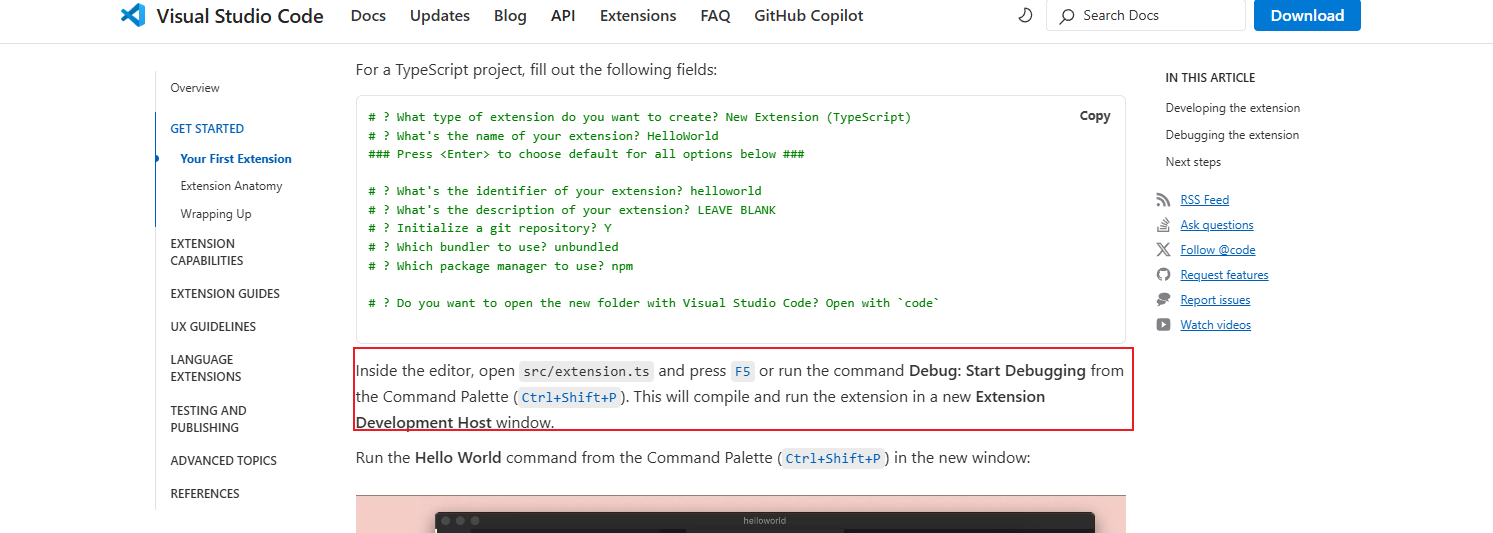 Visual Studio Code Docs Updates Blog API Extensions FAQ GitHub Copilot Search Docs Download
Overview
GET STARTED
Your First Extension
Extension Anatomy
Wrapping Up
EXTENSION
CAPABILITIES
EXTENSION GUIDES
UX GUIDELINES
LANGUAGE
EXTENSIONS
TESTING AND
PUBLISHING
ADVANCED TOPICS
REFERENCES
For a TypeScript project, fill out the following fields:
Copy
# ? What type of extension do you want to create? New Extension (TypeScript)
# ? What's the name of your extension? HelloWorld
### Press <Enter> to choose default for all options below ###
# ? What's the identifier of your extension? helloworld
# ? What's the description of your extension? LEAVE BLANK
# ? Initialize a git repository? Y
# ? Which bundler to use? unbundled
# ? Which package manager to use? npm
# ? Do you want to open the new folder with Visual Studio Code? Open with `code`
Inside the editor, open src/extension.ts and press F5 or run the command Debug: Start Debugging from
the Command Palette (Ctrl+Shift+P). This will compile and run the extension in a new Extension
Development Host window.
Run the Hello World command from the Command Palette (Ctrl+Shift+P) in the new window:
helloworld
IN THIS ARTICLE
Developing the extension
Debugging the extension
Next steps
RSS Feed
Ask questions
Follow @code
Request features
Report issues
Watch videos